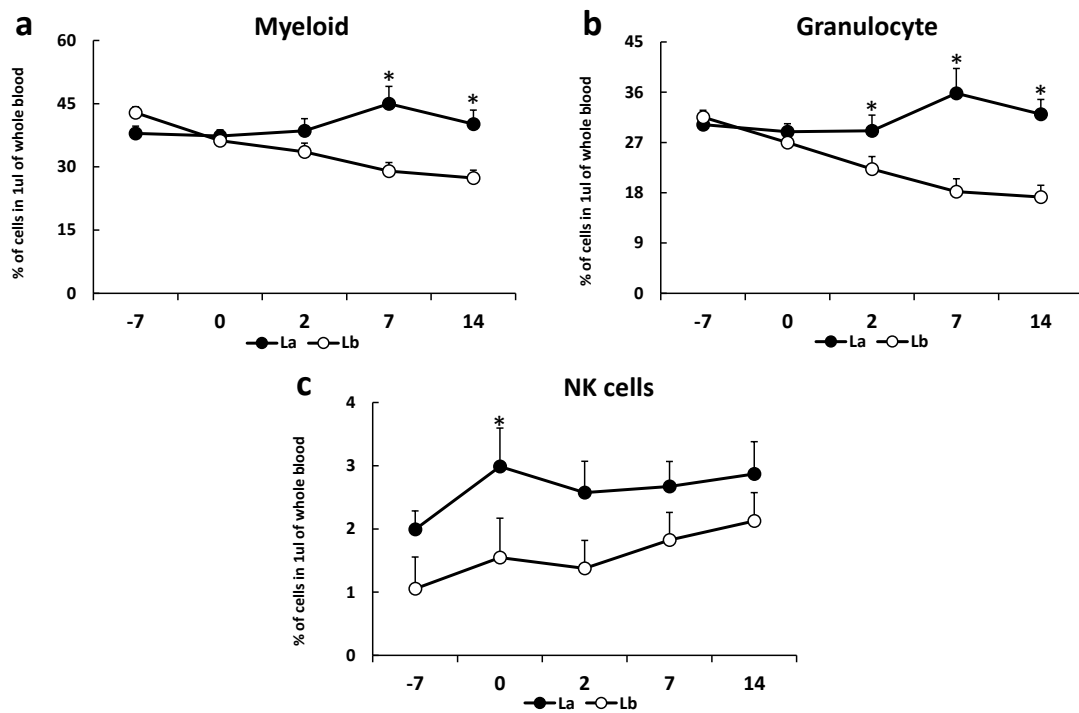 a
Myeloid
60
45
30
15
0
% of cells in 1ul of whole blood
*
*
-7 0 2 7 14
La Lb
b
Granulocyte
45
36
27
18
9
0
% of cells in 1ul of whole blood
*
*
*
-7 0 2 7 14
La Lb
c
NK cells
4
3
2
1
0
% of cells in 1ul of whole blood
*
-7 0 2 7 14
La Lb